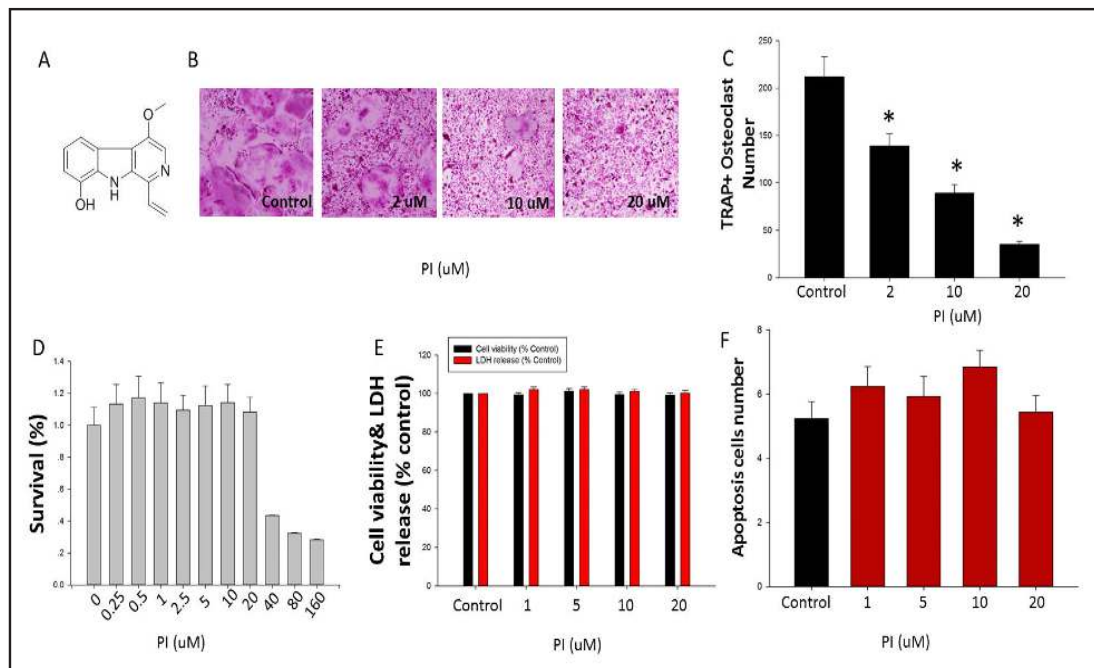 A
O
N
N
H
OH
B
Control
2 uM
10 uM
20 uM
PI (uM)
C
TRAP+ Osteoclast
Number
250
200
150
100
50
0
*
*
*
Control 2 10 20
PI (uM)
D
Survival (%)
1.4
1.2
1.0
.8
.6
.4
.2
0.0
0 0.25 0.5 1 2.5 5 10 20 40 80 160
PI (uM)
E
Cell viability& LDH
release (% control)
Cell viability (% Control)
LDH release (% Control)
120
100
80
60
40
20
0
Control 1 5 10 20
PI (uM)
F
Apoptosis cells number
8
6
4
2
0
Control 1 5 10 20
PI (uM)